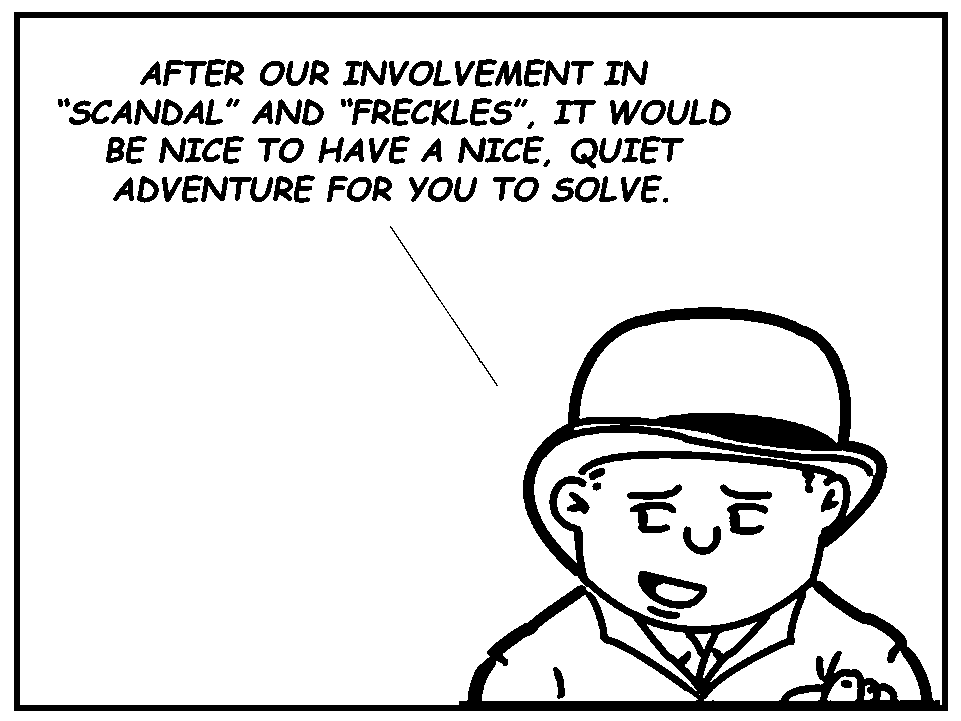 AFTER OUR INVOLVEMENT IN
“SCANDAL” AND “FRECKLES”, IT WOULD
BE NICE TO HAVE A NICE, QUIET
ADVENTURE FOR YOU TO SOLVE.